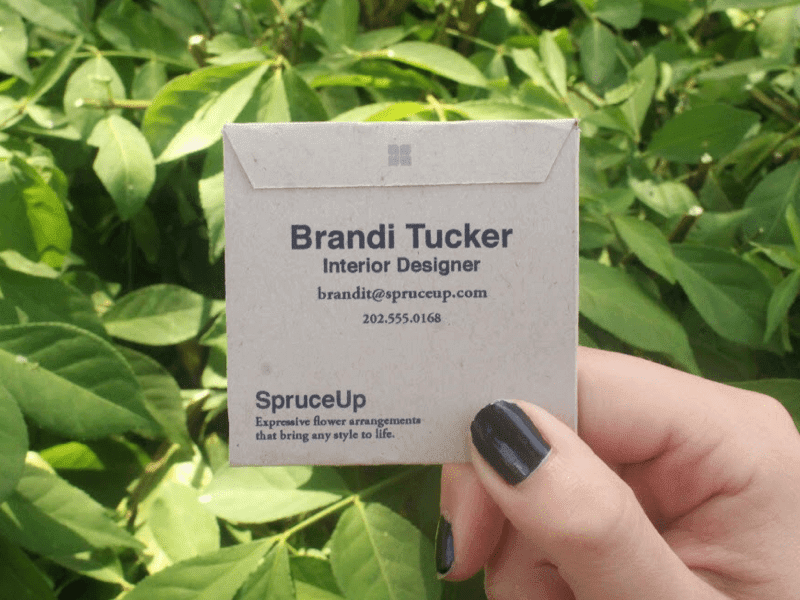 Brandi Tucker
Interior Designer
brandit@spruceup.com
202.555.0168
SpruceUp
Expressive flower arrangements
that bring any style to life.